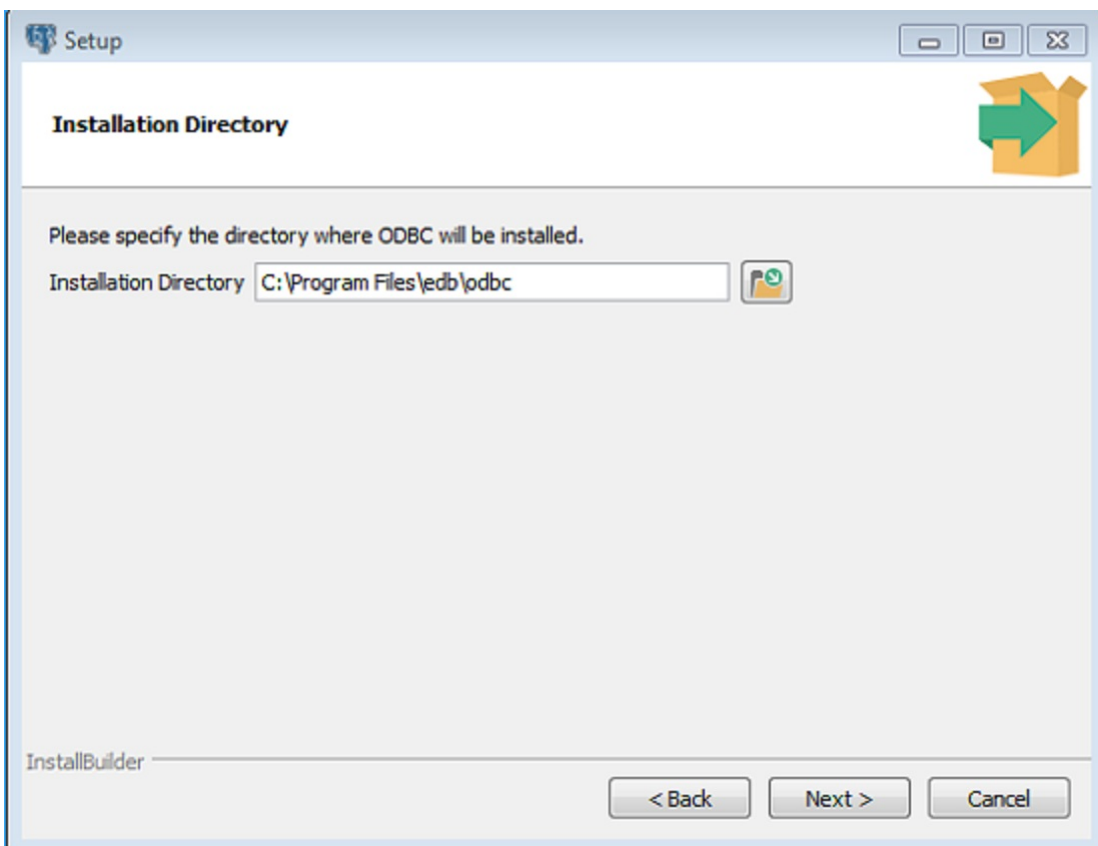 Setup
Installation Directory
Please specify the directory where ODBC will be installed.
Installation Directory C:\Program Files\edb\odbc
InstallBuilder
< Back Next > Cancel